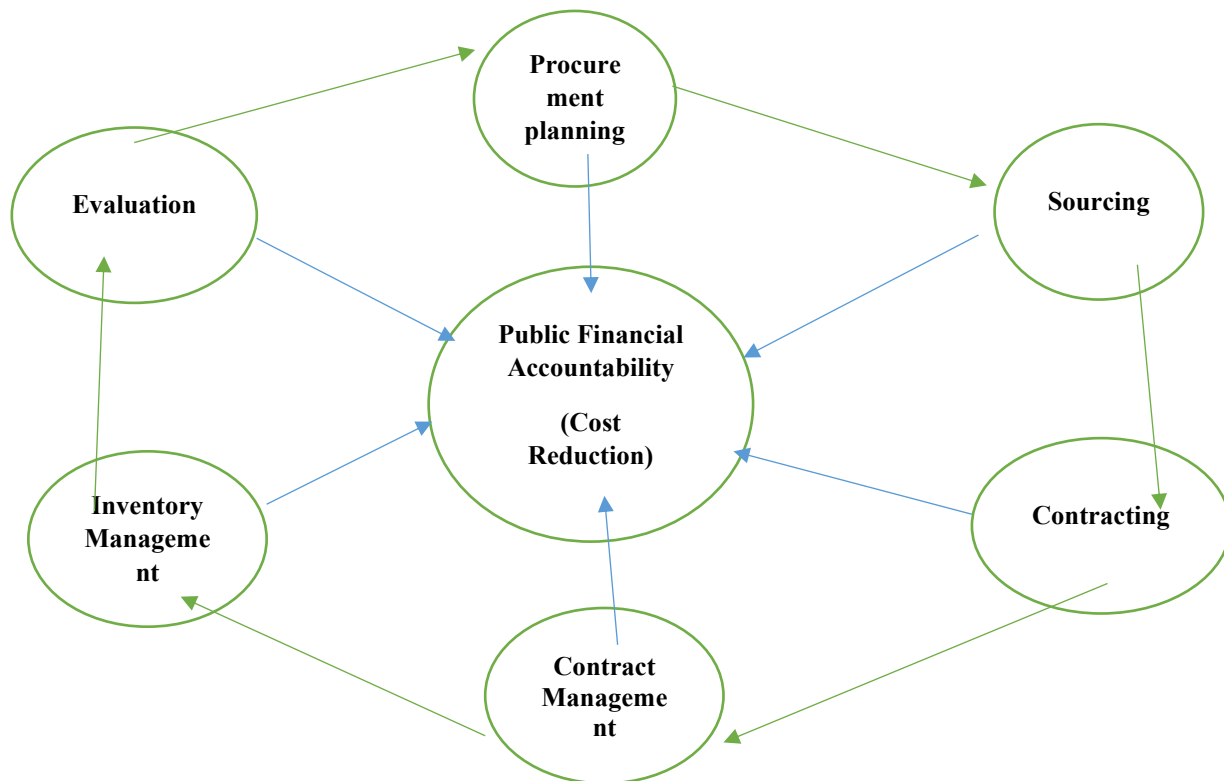 Procure
ment
planning
Evaluation
Sourcing
Public Financial
Accountability
(Cost
Reduction)
Inventory
Manageme
nt
Contracting
Contract
Manageme
nt